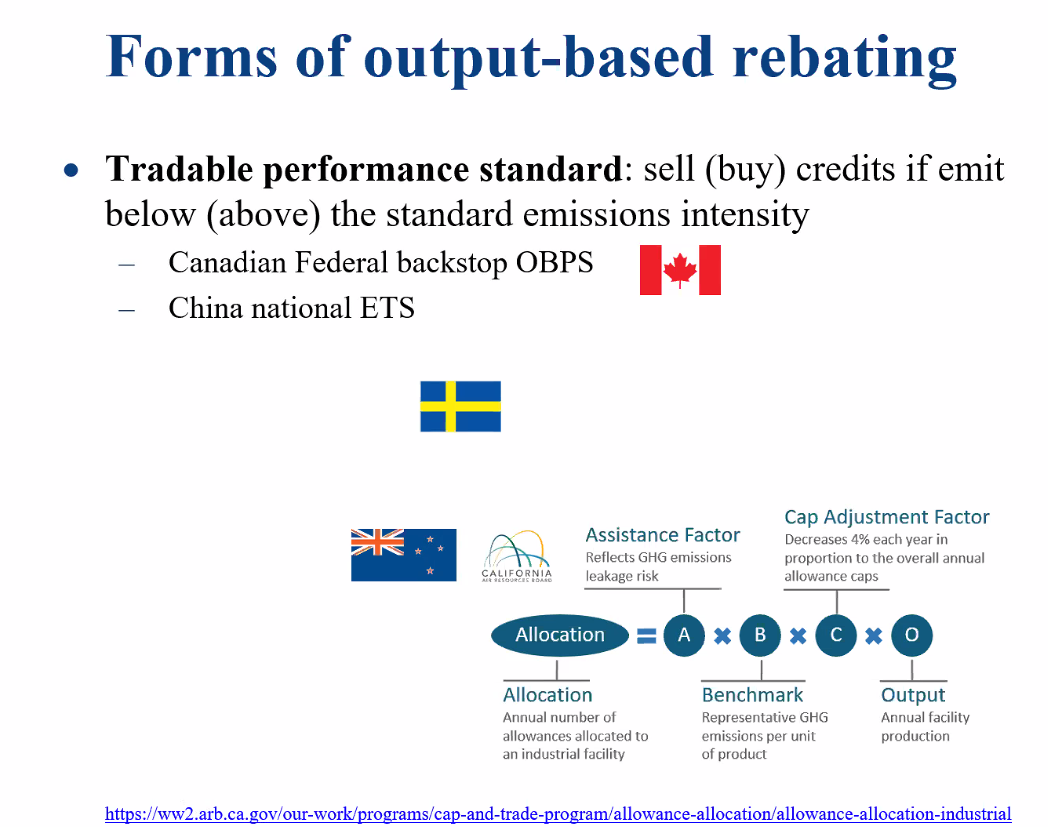 Forms of output-based rebating
• Tradable performance standard: sell (buy) credits if emit
below (above) the standard emissions intensity
– Canadian Federal backstop OBPS
– China national ETS
CALIFORNIA
AIR RESOURCES BOARD
Assistance Factor
Reflects GHG emissions
leakage risk
Cap Adjustment Factor
Decreases 4% each year in
proportion to the overall annual
allowance caps
Allocation = A × B × C × O
Allocation
Annual number of
allowances allocated to
an industrial facility
Benchmark
Representative GHG
emissions per unit
of product
Output
Annual facility
production
https://ww2.arb.ca.gov/our-work/programs/cap-and-trade-program/allowance-allocation/allowance-allocation-industrial